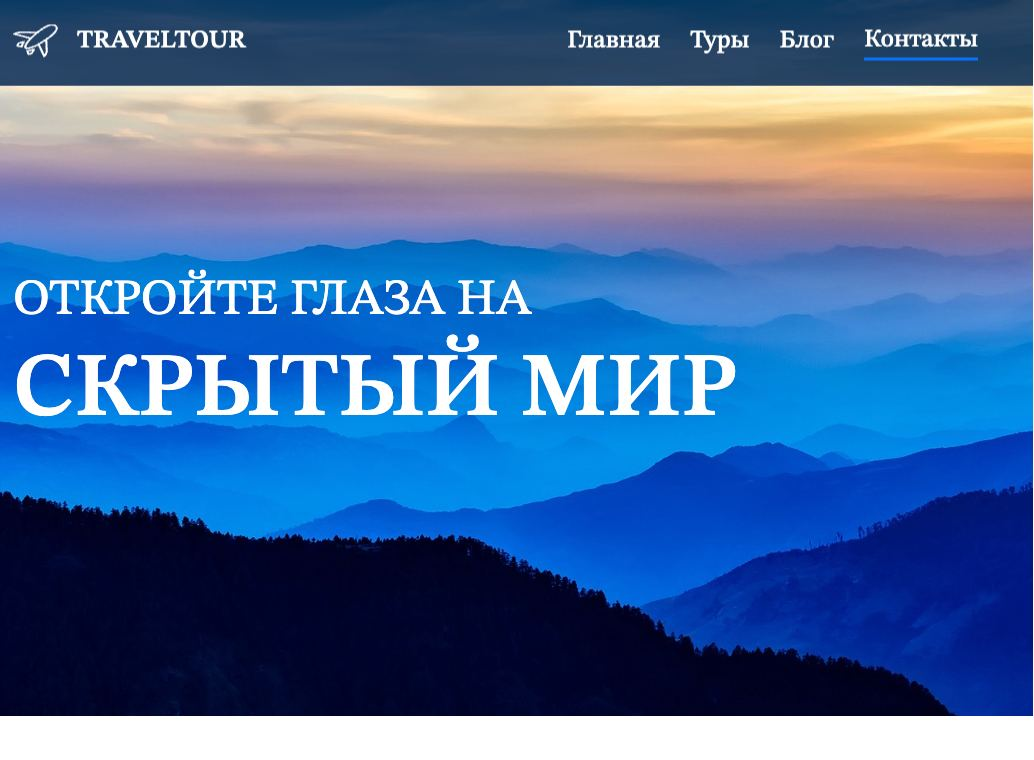 TRAVELTOUR
Главная Туры Блог Контакты
ОТКРОЙТЕ ГЛАЗА НА
СКРЫТЫЙ МИР